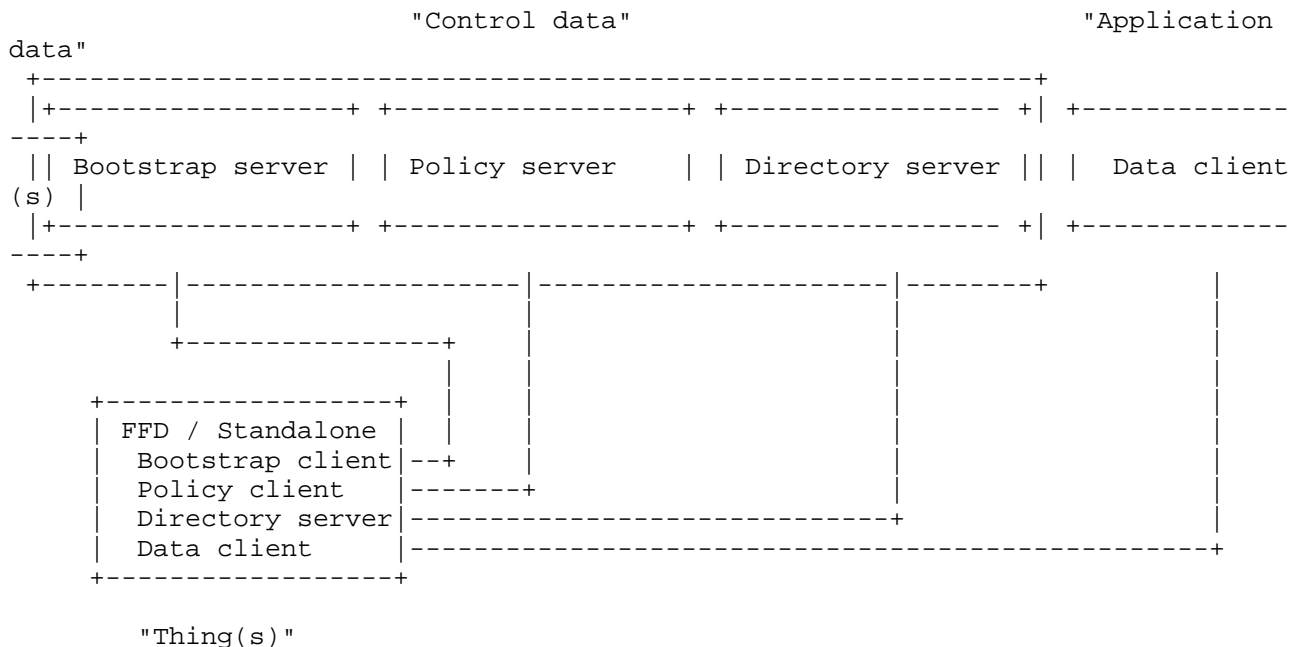 "Control data" "Application
data"
+--------------------------------------------------------------+
|+------------------+ +------------------+ +----------------- +| +-------------
----+
|| Bootstrap server | | Policy server | | Directory server || | Data client
(s) |
|+------------------+ +------------------+ +----------------- +| +-------------
----+
+--------|---------------------|----------------------|--------+ |
| | | |
+----------------+ | | |
| | | |
+------------------+ | | | |
| FFD / Standalone | | | | |
| Bootstrap client|--+ | | |
| Policy client |-------+ | |
| Directory server|------------------------------+ |
| Data client |--------------------------------------------------+
+------------------+
"Thing(s)"